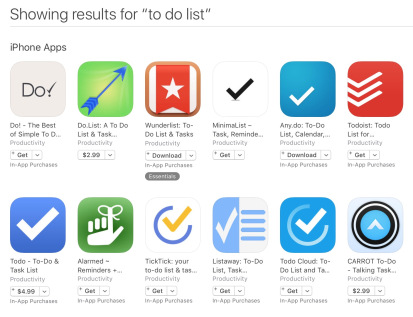 Showing results for “to do list”
iPhone Apps
Do!
Do! - The Best
of Simple To D...
Productivity
+ Get
In-App Purchases
Do.List: A To Do
List & Task...
Productivity
$2.99
Wunderlist: To-
Do List & Tasks
Productivity
+ Download
In-App Purchases
Essentials
MinimaList –
Task, Reminde...
Productivity
+ Get
In-App Purchases
Any.do: To-Do
List, Calendar,...
Productivity
+ Download
In-App Purchases
Todoist: Todo
List for...
Productivity
+ Get
In-App Purchases
Todo - To-Do &
Task List
Productivity
+ $4.99
In-App Purchases
Alarmed ~
Reminders +...
Productivity
+ Get
In-App Purchases
TickTick: your
to-do list & tas...
Productivity
+ Get
In-App Purchases
Listaway: To-Do
List, Task...
Productivity
+ Get
In-App Purchases
Todo Cloud: To-
Do List and Ta...
Productivity
+ Get
In-App Purchases
CARROT To-Do
- Talking Task...
Productivity
$2.99
In-App Purchases